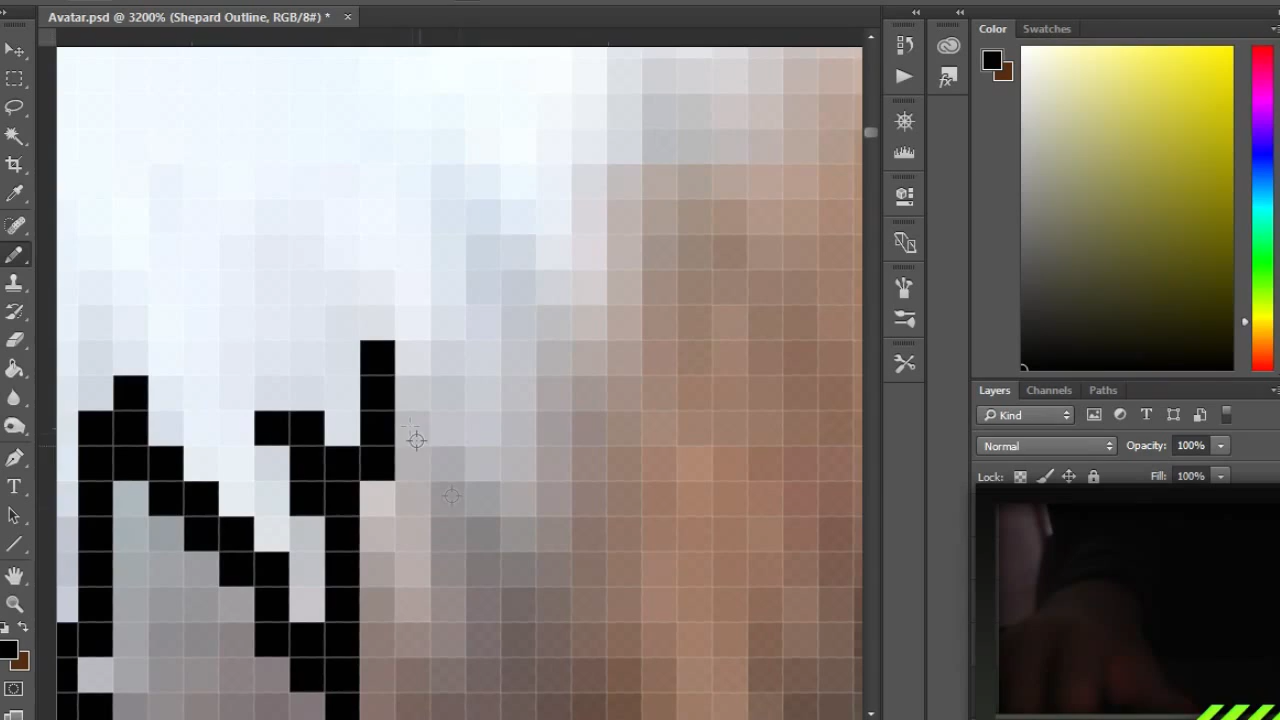 Avatar.psd @ 3200% (Shepard Outline, RGB/8#) * ×
Color Swatches
Layers Channels Paths
Kind
Normal Opacity: 100%
Lock: Fill: 100%